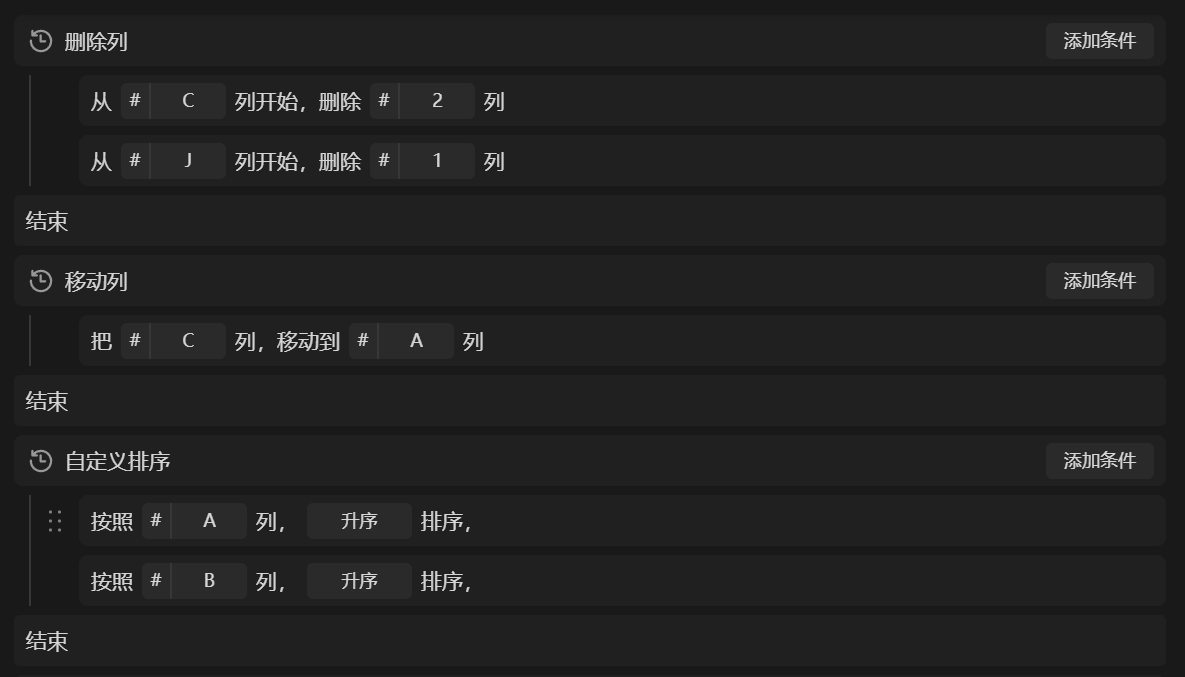 删除列 添加条件
从 # C 列开始，删除 # 2 列
从 # J 列开始，删除 # 1 列
结束
移动列 添加条件
把 # C 列，移动到 # A 列
结束
自定义排序 添加条件
按照 # A 列， 升序 排序，
按照 # B 列， 升序 排序，
结束